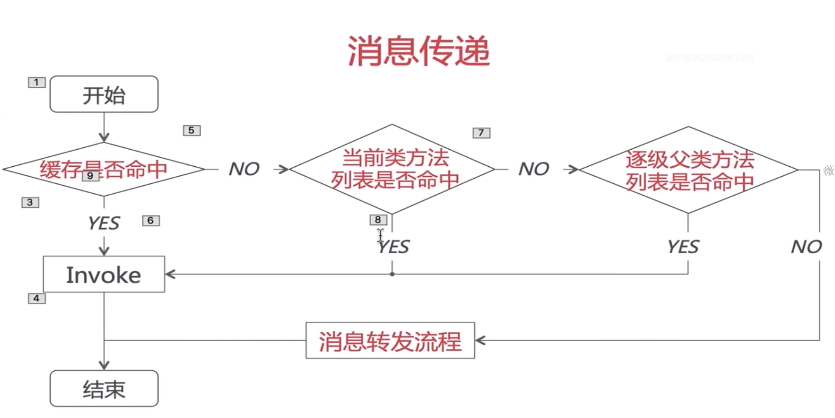 消息传递
1
开始
5
7
缓存是否命中
9
NO
当前类方法
列表是否命中
NO
逐级父类方法
列表是否命中
薇
3
YES
6
8
YES
YES
NO
Invoke
4
消息转发流程
结束